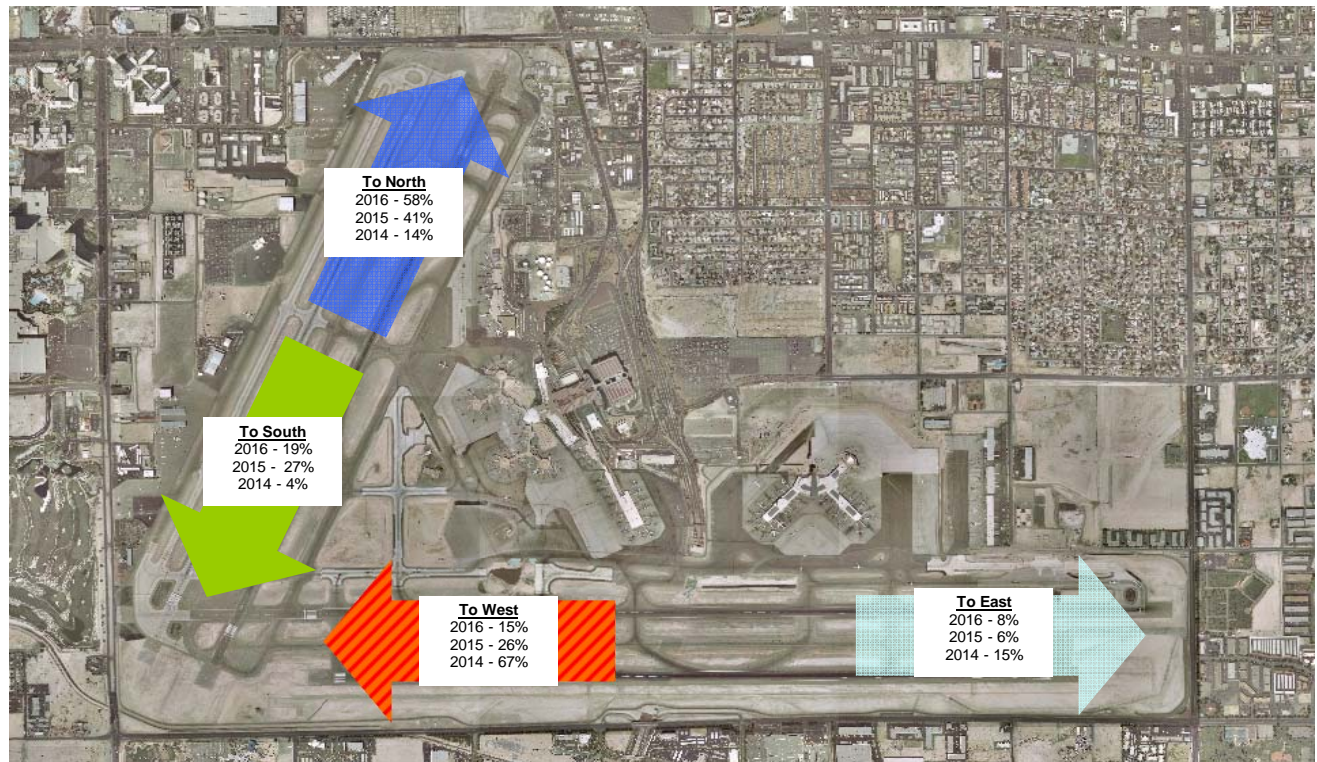 To North
2016 - 58%
2015 - 41%
2014 - 14%
To South
2016 - 19%
2015 - 27%
2014 - 4%
To West
2016 - 15%
2015 - 26%
2014 - 67%
To East
2016 - 8%
2015 - 6%
2014 - 15%